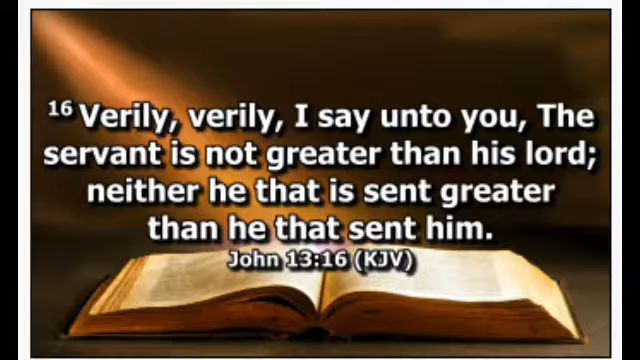 16 Verily, verily, I say unto you, The
servant is not greater than his lord;
neither he that is sent greater
than he that sent him.
John 13:16 (KJV)